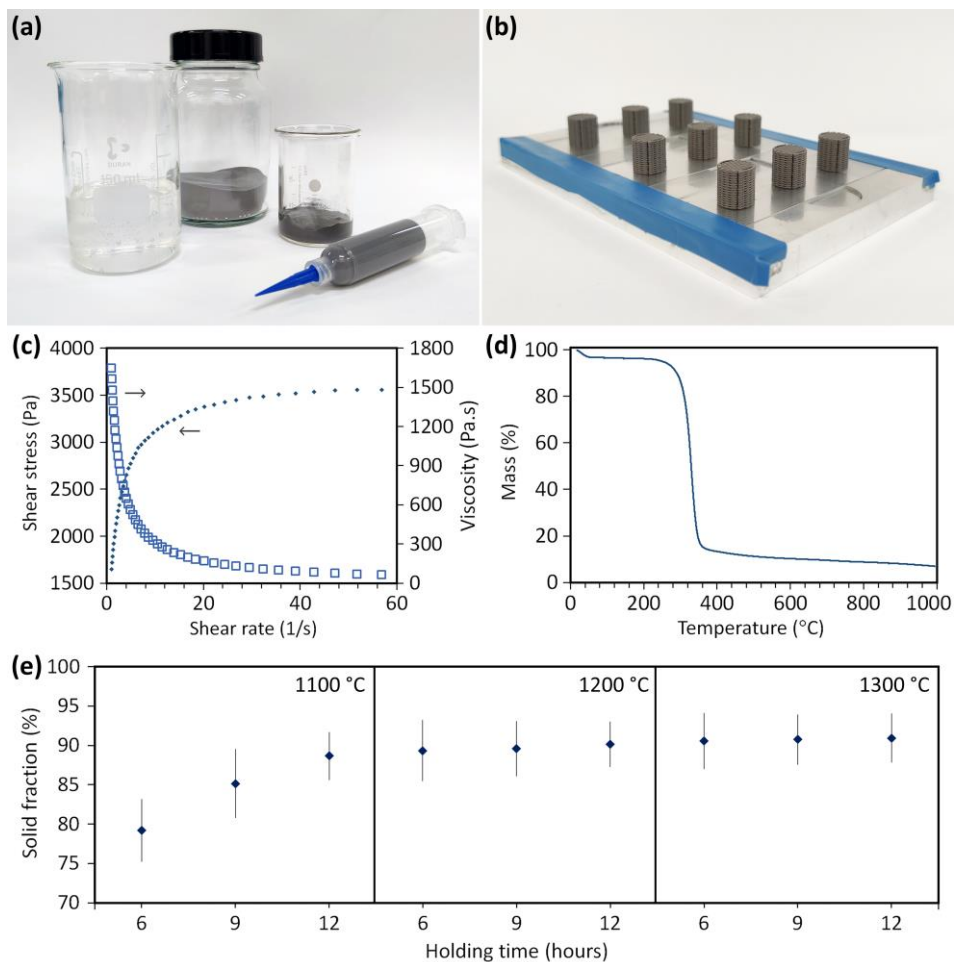 (a)
(b)
DURAN
(c)
4000
3500
3000
2500
2000
1500
Shear stress (Pa)
1800
1500
1200
900
600
300
0
Viscosity (Pa.s)
0 20 40 60
Shear rate (1/s)
(d)
100
80
60
40
20
0
Mass (%)
0 200 400 600 800 1000
Temperature (°C)
(e)
100
95
90
85
80
75
70
Solid fraction (%)
1100 °C
1200 °C
1300 °C
6 9 12 6 9 12 6 9 12
Holding time (hours)